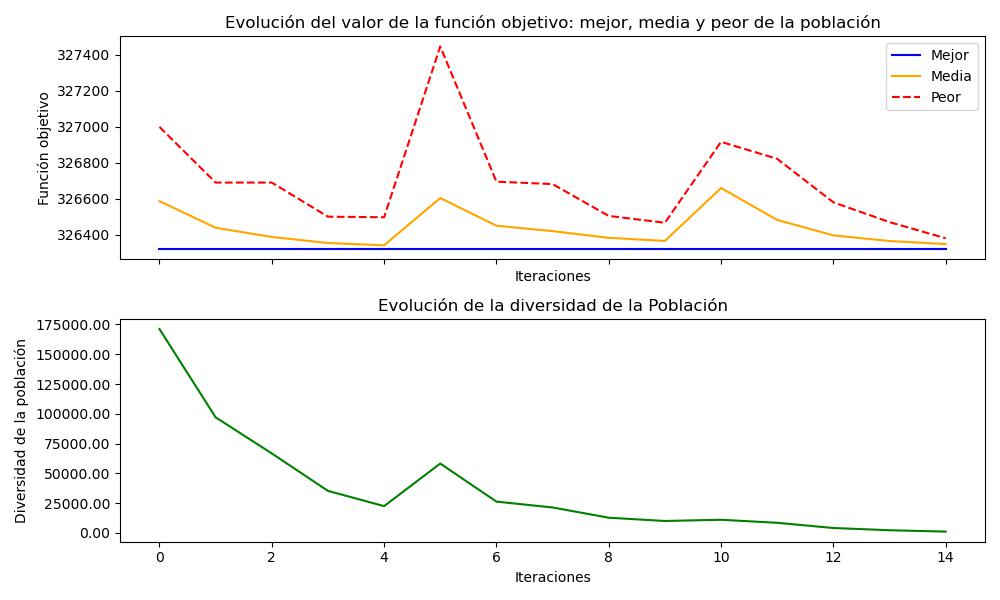 Evolución del valor de la función objetivo: mejor, media y peor de la población
327400
327200
327000
326800
326600
326400
Función objetivo
Mejor
Media
Peor
Iteraciones
Evolución de la diversidad de la Población
175000.00
150000.00
125000.00
100000.00
75000.00
50000.00
25000.00
0.00
Diversidad de la población
0 2 4 6 8 10 12 14
Iteraciones